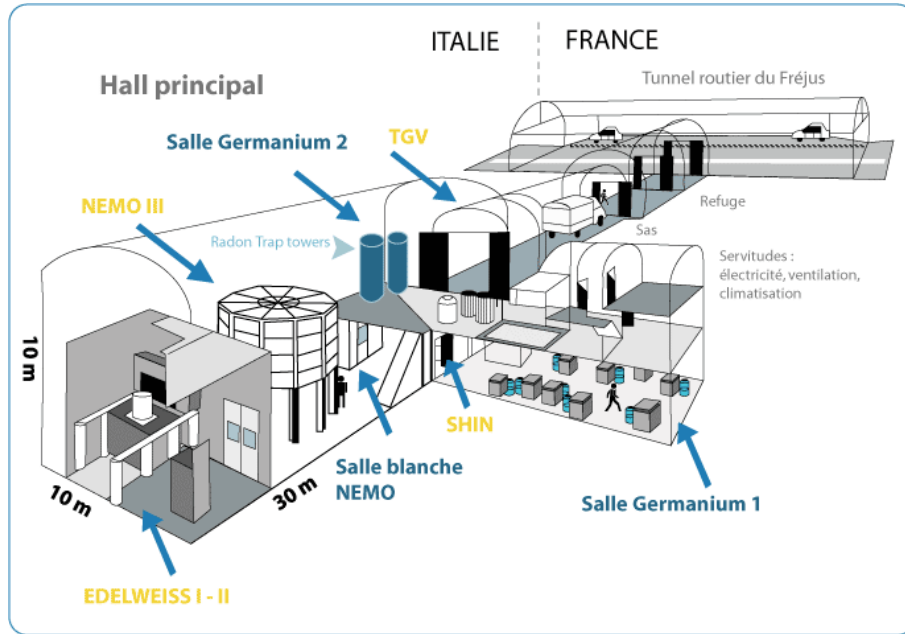 ITALIE
FRANCE
Tunnel routier du Fréjus
Hall principal
Salle Germanium 2
TGV
NEMO III
Radon Trap towers
Refuge
Sas
Servitudes :
électricité, ventilation,
climatisation
10 m
SHIN
Salle blanche
NEMO
30 m
10 m
Salle Germanium 1
EDELWEISS I - II